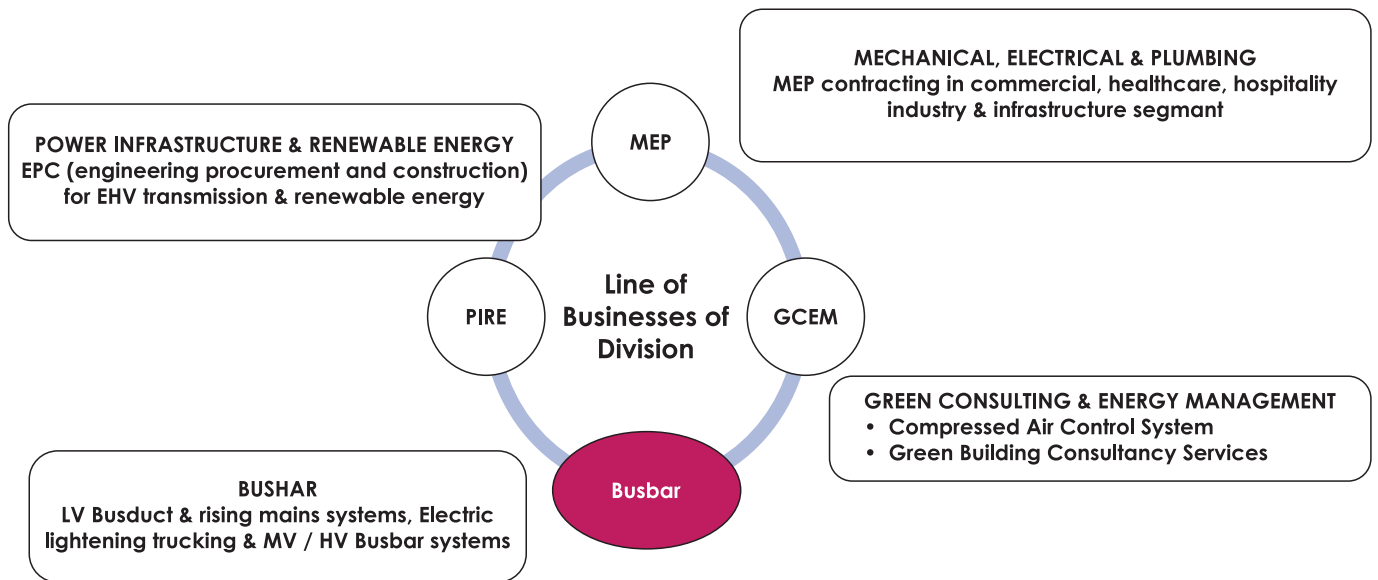 MECHANICAL, ELECTRICAL & PLUMBING
MEP contracting in commercial, healthcare, hospitality
industry & infrastructure segmant
POWER INFRASTRUCTURE & RENEWABLE ENERGY
EPC (engineering procurement and construction)
for EHV transmission & renewable energy
MEP
Line of
Businesses of
Division
PIRE
GCEM
GREEN CONSULTING & ENERGY MANAGEMENT
• Compressed Air Control System
• Green Building Consultancy Services
Busbar
BUSHAR
LV Busduct & rising mains systems, Electric
lightening trucking & MV / HV Busbar systems